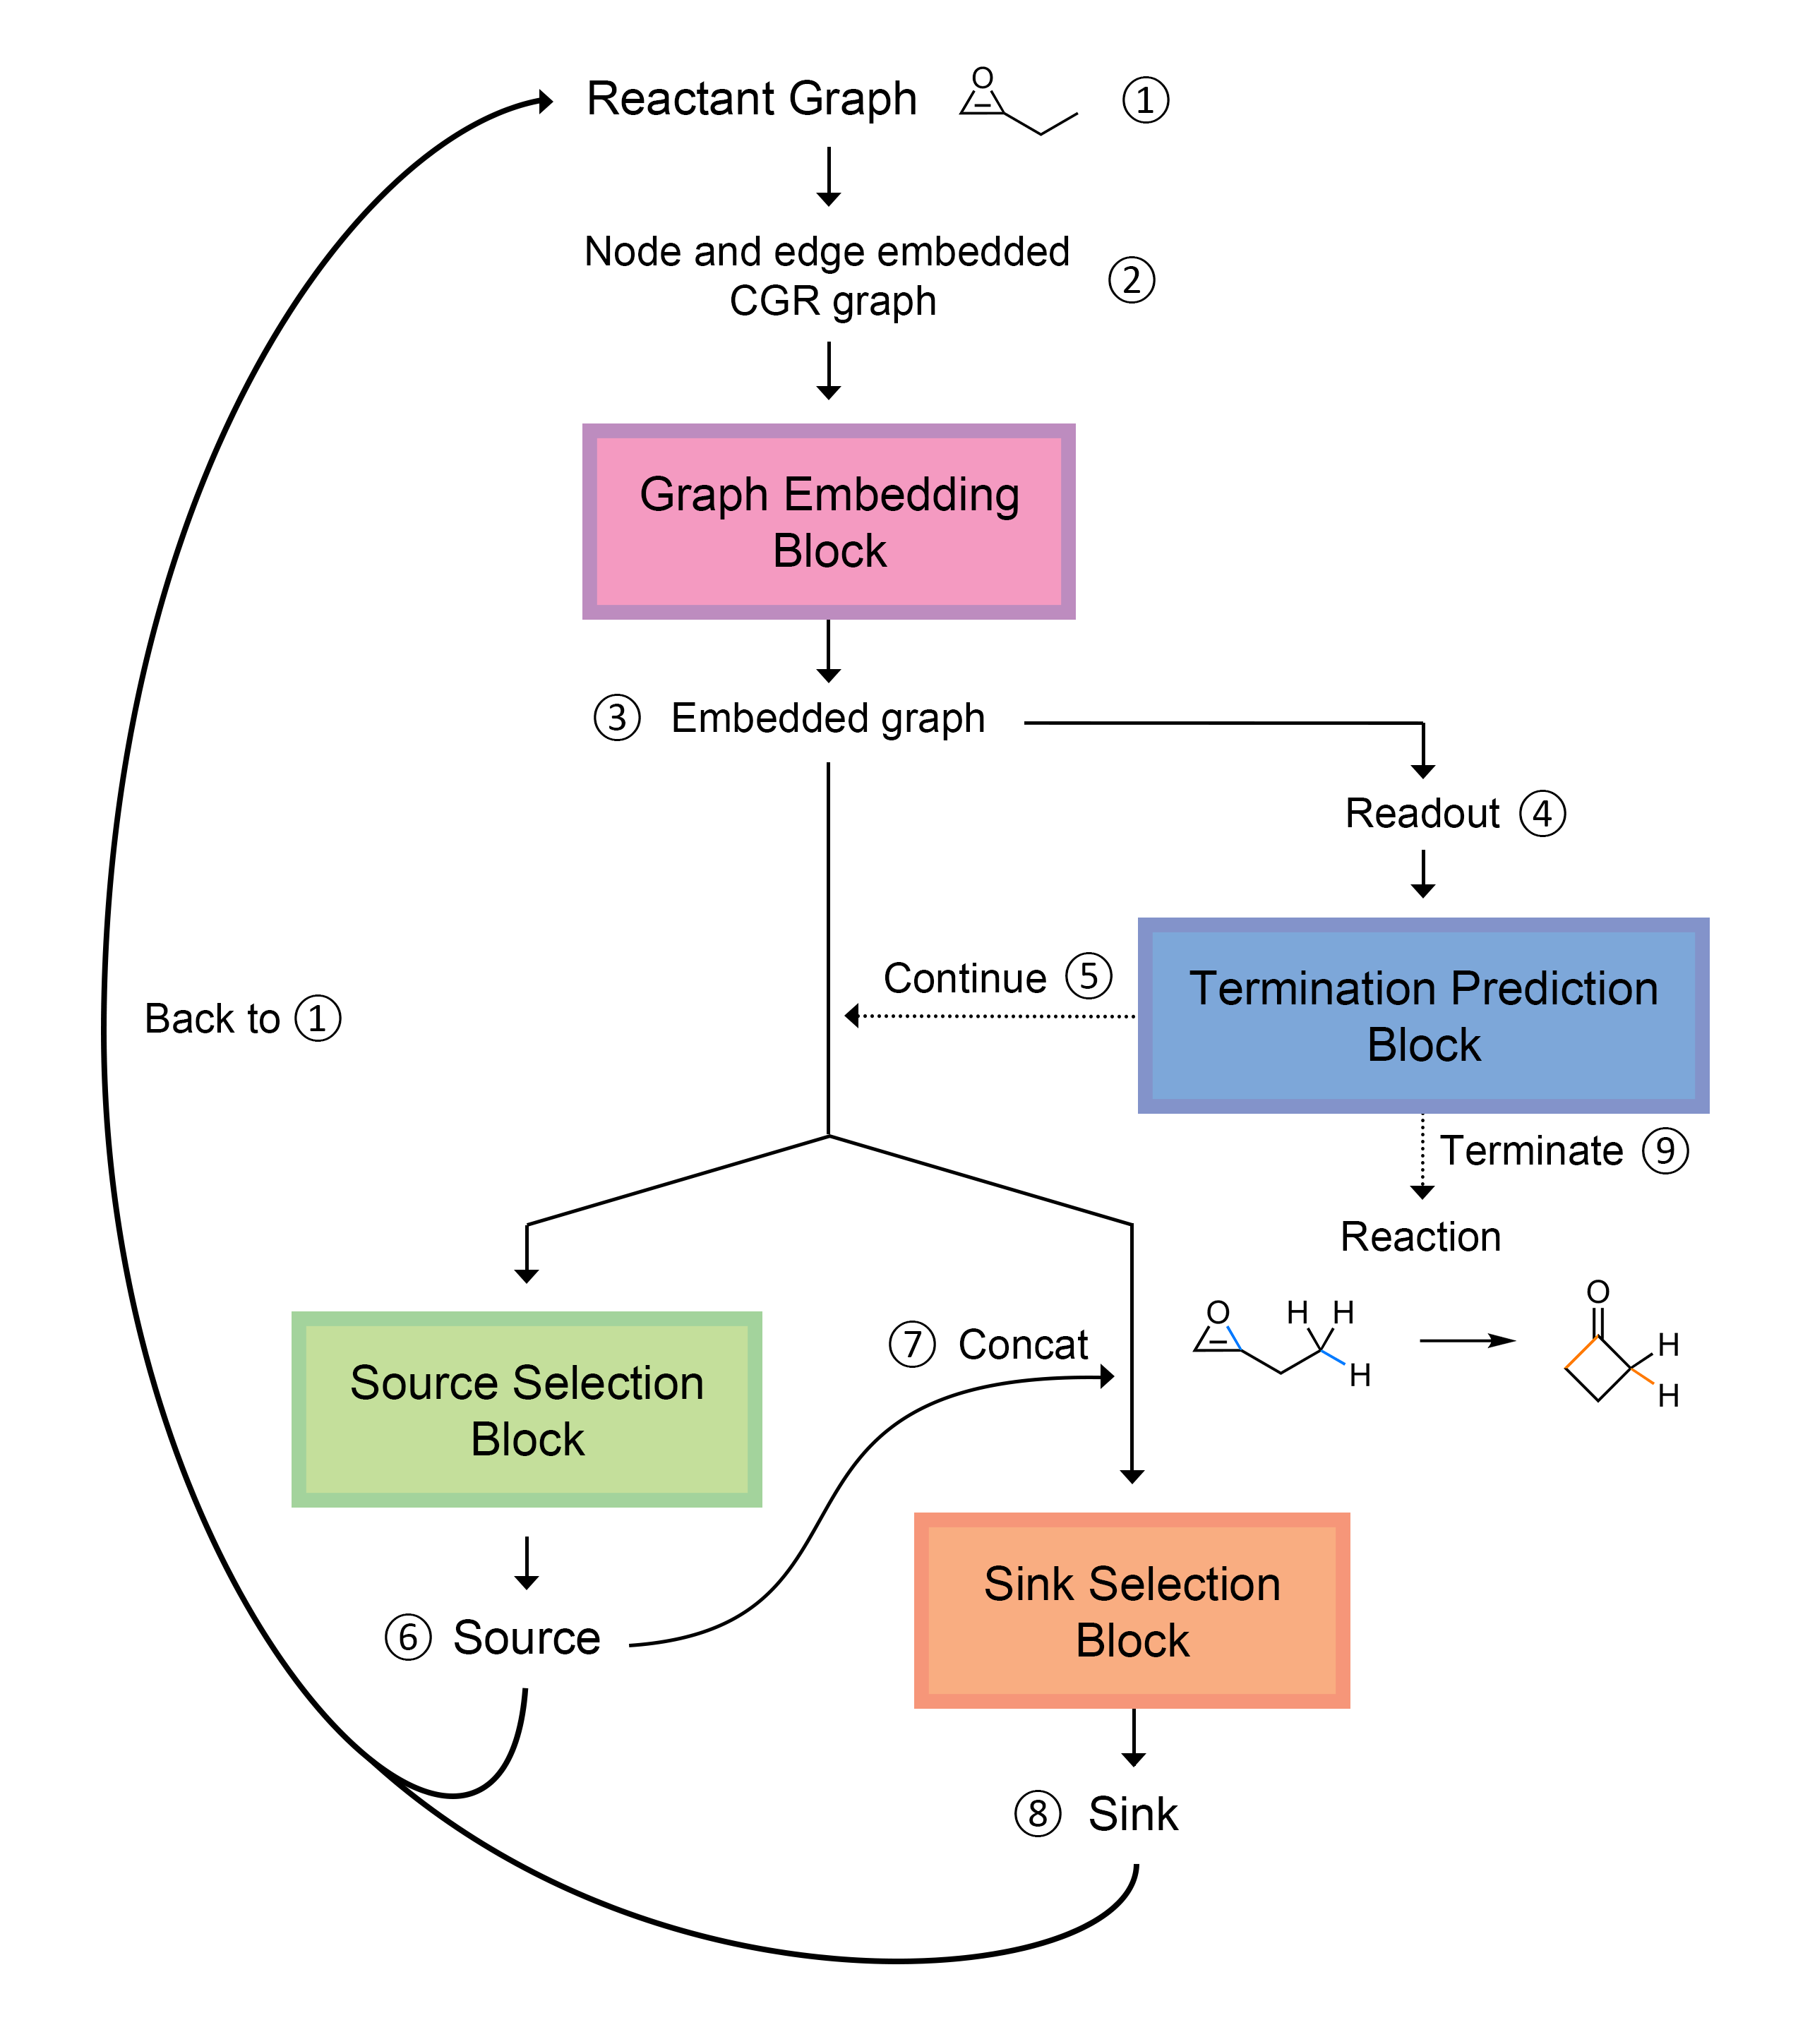 Reactant Graph O ①
Node and edge embedded
CGR graph ②
Graph Embedding
Block
③ Embedded graph
Readout ④
Continue ⑤
Termination Prediction
Block
Back to ①
Terminate ⑨
Reaction
O H H H
O H H
⑦ Concat
Source Selection
Block
Sink Selection
Block
⑥ Source
⑧ Sink